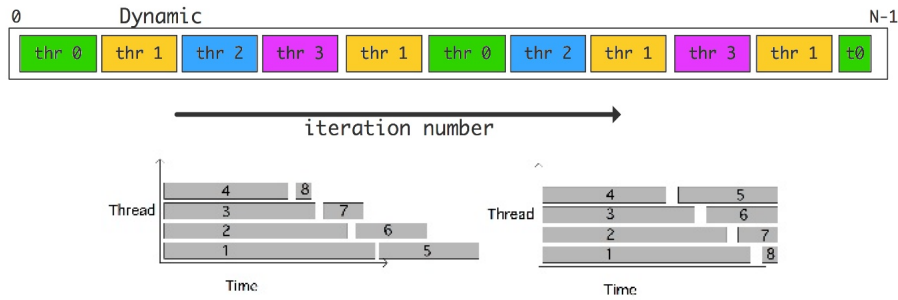 0 Dynamic N-1
thr 0 thr 1 thr 2 thr 3 thr 1 thr 0 thr 2 thr 1 thr 3 thr 1 t0
iteration number
4 8
Thread 3 7
2 6
1 5
Time
4 5
Thread 3 6
2 7
1 8
Time